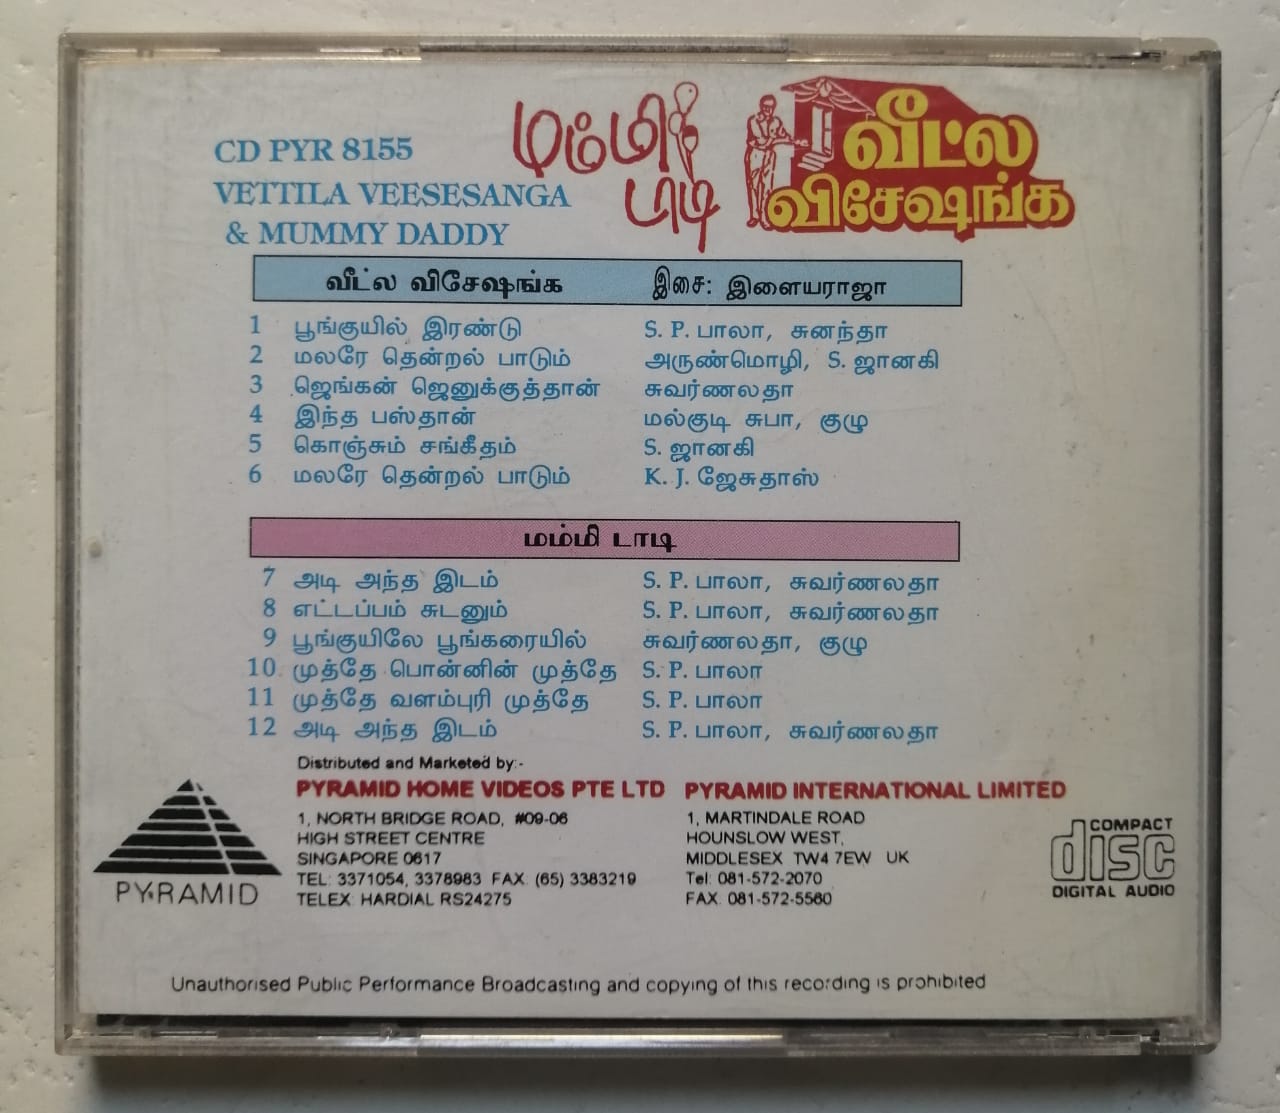 CD PYR 8155
VETTILA VEESESANGA
& MUMMY DADDY
மம்மி
டாடி
வீட்ல
விசேஷங்க
வீட்ல விசேஷங்க இசை: இளையராஜா
1 பூங்குயில் இரண்டு S. P. பாலா, சுனந்தா
2 மலரே தென்றல் பாடும் அருண்மொழி, S. ஜானகி
3 ஜெங்கன் ஜெனுக்குத்தான் சுவர்ணலதா
4 இந்த பஸ்தான் மல்குடி சுபா, குழு
5 கொஞ்சும் சங்கீதம் S. ஜானகி
6 மலரே தென்றல் பாடும் K. J. ஜேசுதாஸ்
மம்மி டாடி
7 அடி அந்த இடம் S. P. பாலா, சுவர்ணலதா
8 எட்டப்பம் சுடனும் S. P. பாலா, சுவர்ணலதா
9 பூங்குயிலே பூங்கரையில் சுவர்ணலதா, குழு
10 முத்தே பொன்னின் முத்தே S. P. பாலா
11 முத்தே வளம்புரி முத்தே S. P. பாலா
12 அடி அந்த இடம் S. P. பாலா, சுவர்ணலதா
Distributed and Marketed by:-
PYRAMID HOME VIDEOS PTE LTD
1, NORTH BRIDGE ROAD, #09-06
HIGH STREET CENTRE
SINGAPORE 0617
TEL: 3371054, 3378983 FAX (65) 3383219
TELEX: HARDIAL RS24275
PYRAMID INTERNATIONAL LIMITED
1, MARTINDALE ROAD
HOUNSLOW WEST,
MIDDLESEX TW4 7EW UK
Tel: 081-572-2070
FAX: 081-572-5560
PYRAMID
COMPACT
disc
DIGITAL AUDIO
Unauthorised Public Performance Broadcasting and copying of this recording is prohibited